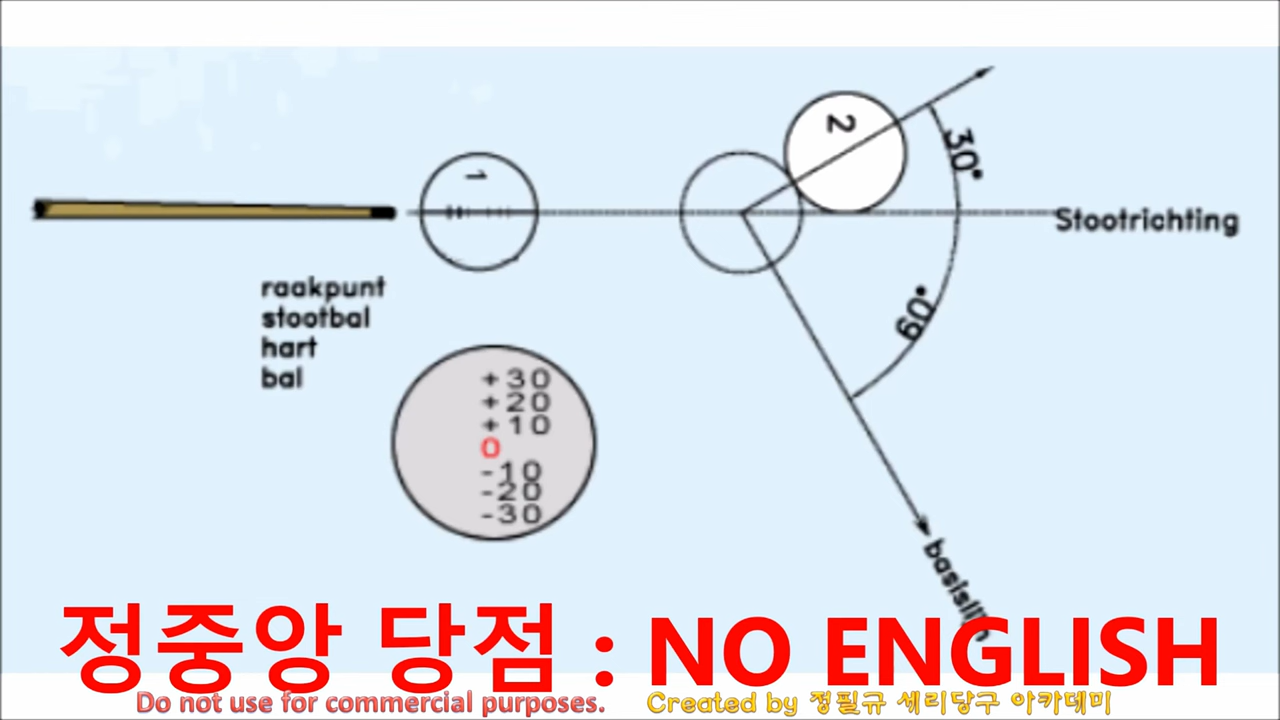 1
2
30°
Stootrichting
60°
raakpunt
stootbal
hart
bal
+30
+20
+10
0
-10
-20
-30
정중앙 당점 : NO ENGLISH
Do not use for commercial purposes. Created by 정필규 세리당구 아카데미